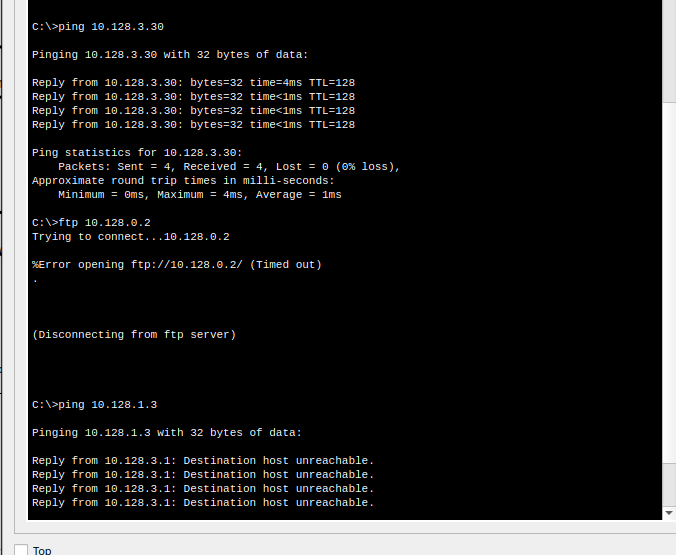 C:\>ping 10.128.3.30
Pinging 10.128.3.30 with 32 bytes of data:
Reply from 10.128.3.30: bytes=32 time=4ms TTL=128
Reply from 10.128.3.30: bytes=32 time<1ms TTL=128
Reply from 10.128.3.30: bytes=32 time<1ms TTL=128
Reply from 10.128.3.30: bytes=32 time<1ms TTL=128
Ping statistics for 10.128.3.30:
    Packets: Sent = 4, Received = 4, Lost = 0 (0% loss),
Approximate round trip times in milli-seconds:
    Minimum = 0ms, Maximum = 4ms, Average = 1ms
C:\>ftp 10.128.0.2
Trying to connect...10.128.0.2
%Error opening ftp://10.128.0.2/ (Timed out)
.
(Disconnecting from ftp server)
C:\>ping 10.128.1.3
Pinging 10.128.1.3 with 32 bytes of data:
Reply from 10.128.3.1: Destination host unreachable.
Reply from 10.128.3.1: Destination host unreachable.
Reply from 10.128.3.1: Destination host unreachable.
Reply from 10.128.3.1: Destination host unreachable.
Top